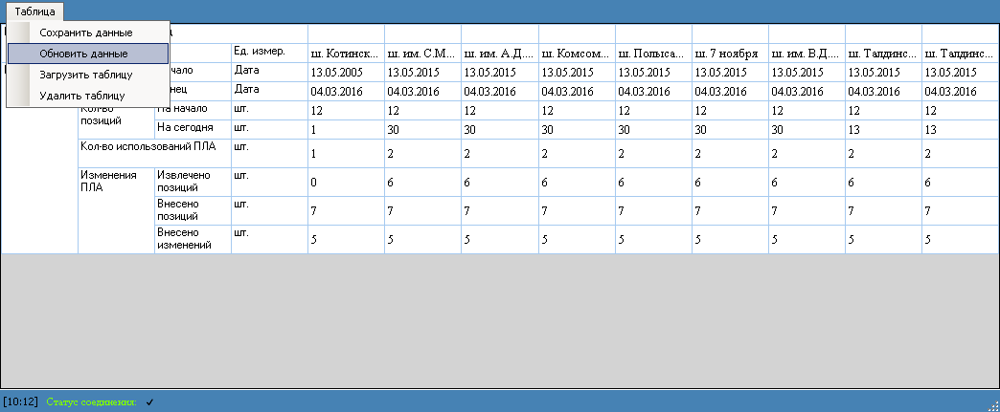 Таблица
Сохранить данные
Обновить данные
Загрузить таблицу
Удалить таблицу
Ед. измер. ш. Котинск... ш. им. С.М... ш. им. А.Д.... ш. Комсом... ш. Полыса... ш. 7 ноября ш. им. В.Д.... ш. Талдинс... ш. Талдинс...
Дата 13.05.2005 13.05.2015 13.05.2015 13.05.2015 13.05.2015 13.05.2015 13.05.2015 13.05.2015 13.05.2015
Дата 04.03.2016 04.03.2016 04.03.2016 04.03.2016 04.03.2016 04.03.2016 04.03.2016 04.03.2016 04.03.2016
Кол-во позиций На начало шт. 12 12 12 12 12 12 12 12 12
На сегодня шт. 1 30 30 30 30 30 30 13 13
Кол-во использований ПЛА шт. 1 2 2 2 2 2 2 2 2
Изменения ПЛА Извлечено позиций шт. 0 6 6 6 6 6 6 6 6
Внесено позиций шт. 7 7 7 7 7 7 7 7 7
Внесено изменений шт. 5 5 5 5 5 5 5 5 5
[10:12] Статус соединения: ✓